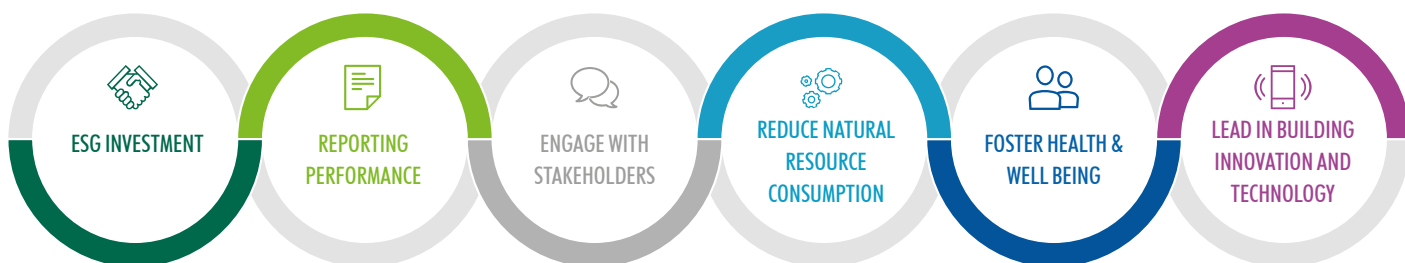 ESG INVESTMENT
REPORTING
PERFORMANCE
ENGAGE WITH
STAKEHOLDERS
REDUCE NATURAL
RESOURCE
CONSUMPTION
FOSTER HEALTH &
WELL BEING
LEAD IN BUILDING
INNOVATION AND
TECHNOLOGY